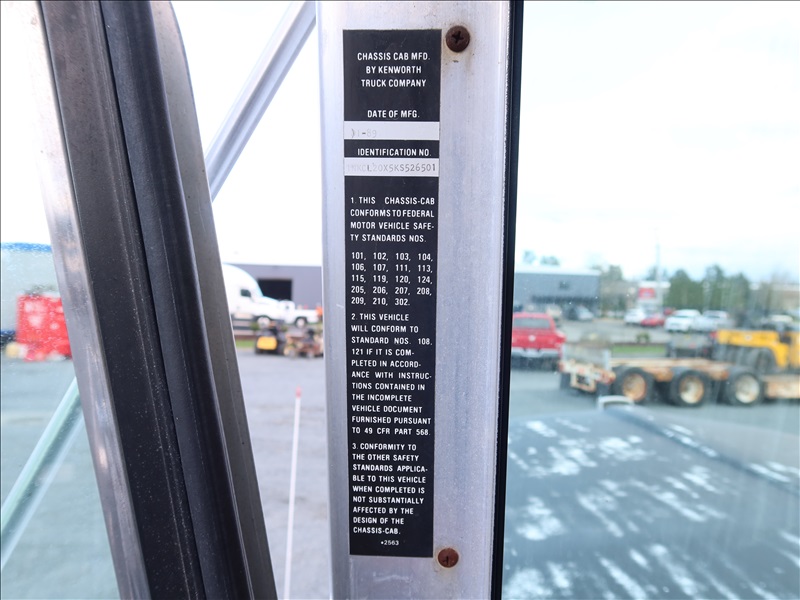 CHASSIS CAB MFD.
BY KENWORTH
TRUCK COMPANY
DATE OF MFG.
IDENTIFICATION NO.
1. THIS CHASSIS-CAB
CONFORMS TO FEDERAL
MOTOR VEHICLE SAFE-
TY STANDARDS NOS.
101, 102, 103, 104,
106, 107, 111, 113,
115, 119, 120, 124,
205, 206, 207, 208,
209, 210, 302.
2. THIS VEHICLE
WILL CONFORM TO
STANDARD NOS. 108,
121 IF IT IS COM-
PLETED IN ACCORD-
ANCE WITH INSTRUC-
TIONS CONTAINED IN
THE INCOMPLETE
VEHICLE DOCUMENT
FURNISHED PURSUANT
TO 49 CFR PART 568.
3. CONFORMITY TO
THE OTHER SAFETY
STANDARDS APPLICA-
BLE TO THIS VEHICLE
WHEN COMPLETED IS
NOT SUBSTANTIALLY
AFFECTED BY THE
DESIGN OF THE
CHASSIS-CAB.
•2563